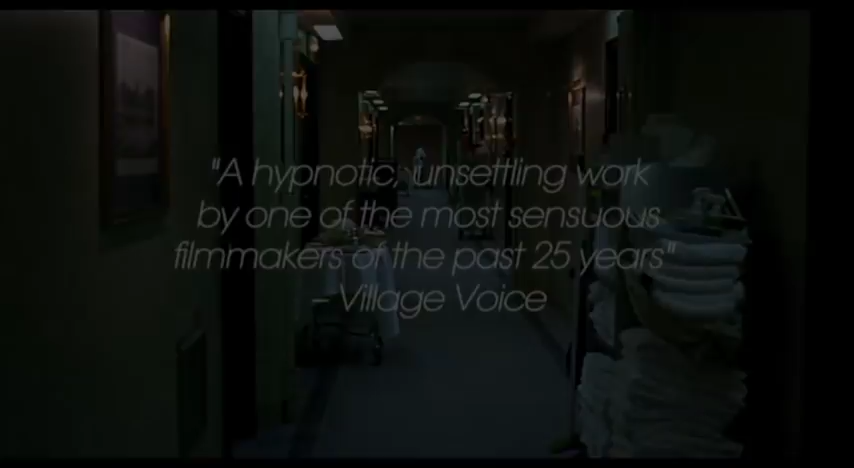 "A hypnotic, unsettling work
by one of the most sensuous
filmmakers of the past 25 years"
– Village Voice